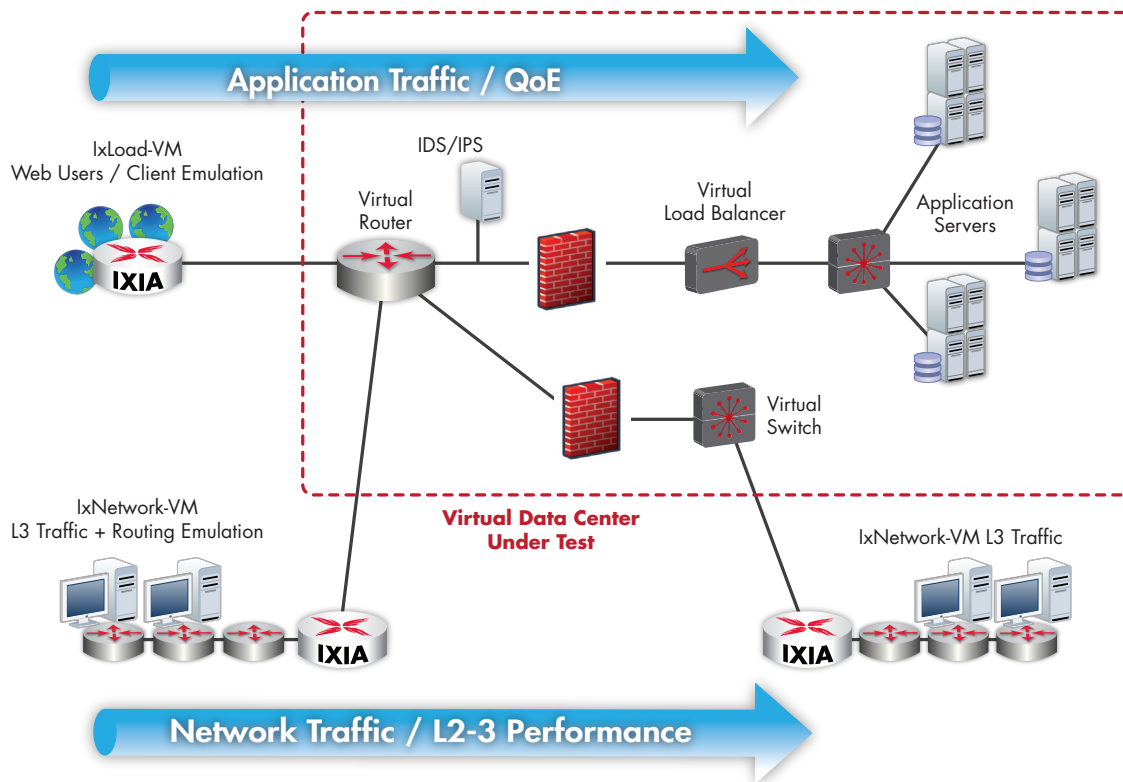 Application Traffic / QoE
IxLoad-VM
Web Users / Client Emulation
IXIA
Virtual
Router
IDS/IPS
Virtual
Load Balancer
Application
Servers
Virtual
Switch
Virtual Data Center
Under Test
IxNetwork-VM
L3 Traffic + Routing Emulation
IXIA
IxNetwork-VM L3 Traffic
IXIA
Network Traffic / L2-3 Performance